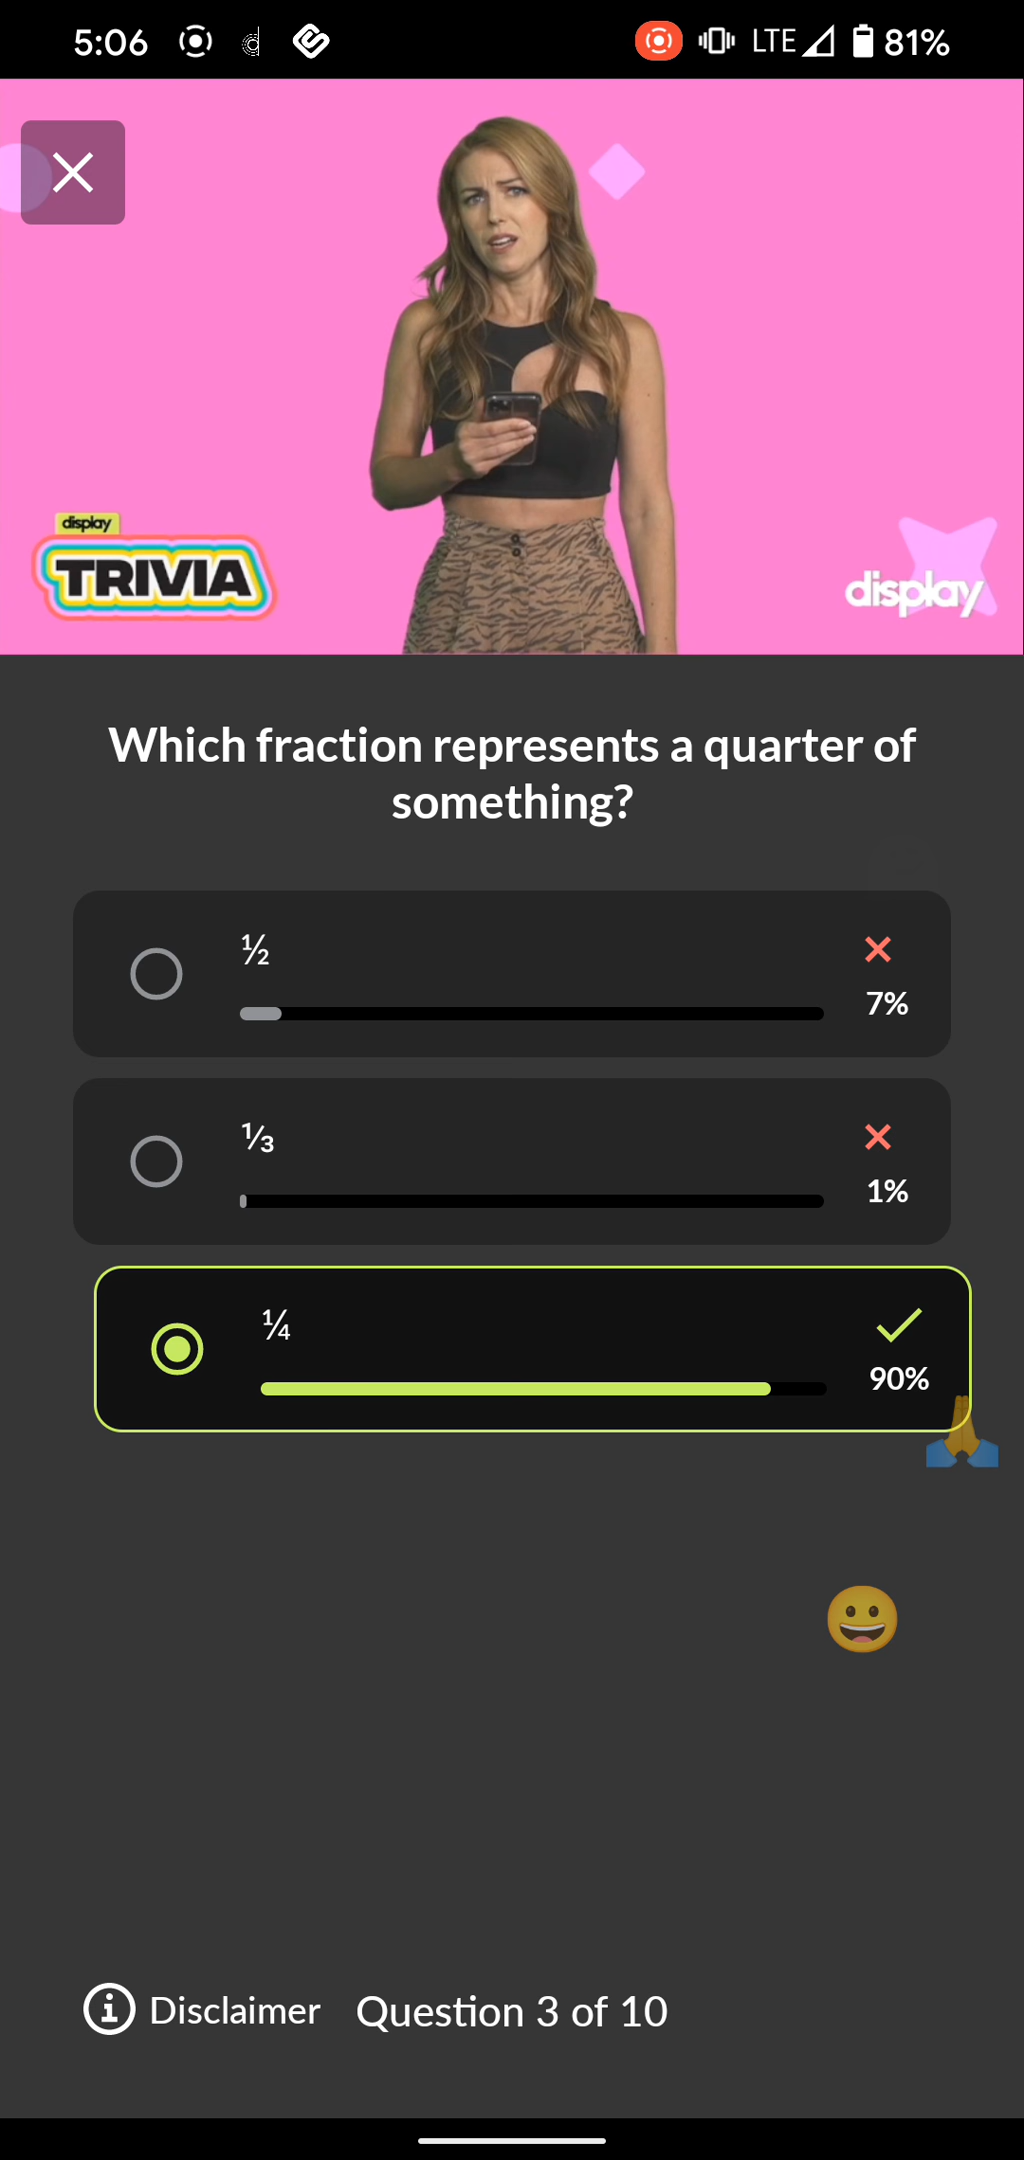 5:06
LTE
81%
display
TRIVIA
display
Which fraction represents a quarter of
something?
½
7%
⅓
1%
¼
90%
Disclaimer
Question 3 of 10